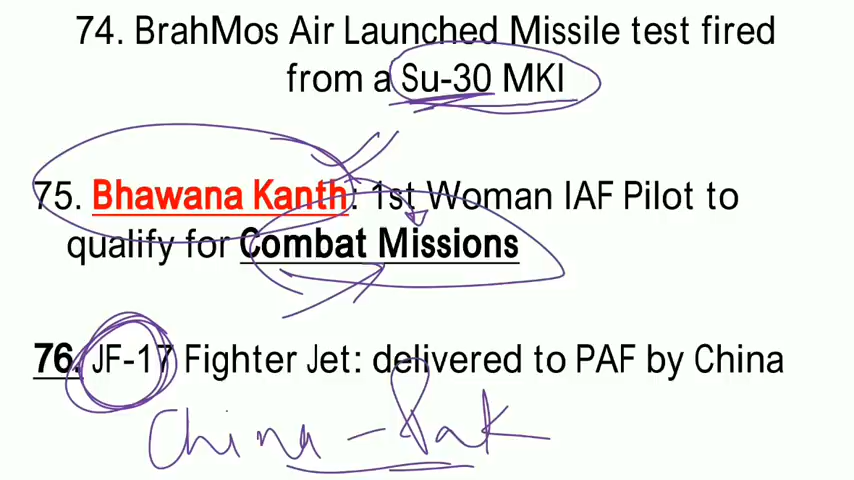 74. BrahMos Air Launched Missile test fired
from a Su-30 MKI
75. Bhawana Kanth: 1st Woman IAF Pilot to
qualify for Combat Missions
76. JF-17 Fighter Jet: delivered to PAF by China
China - Pak